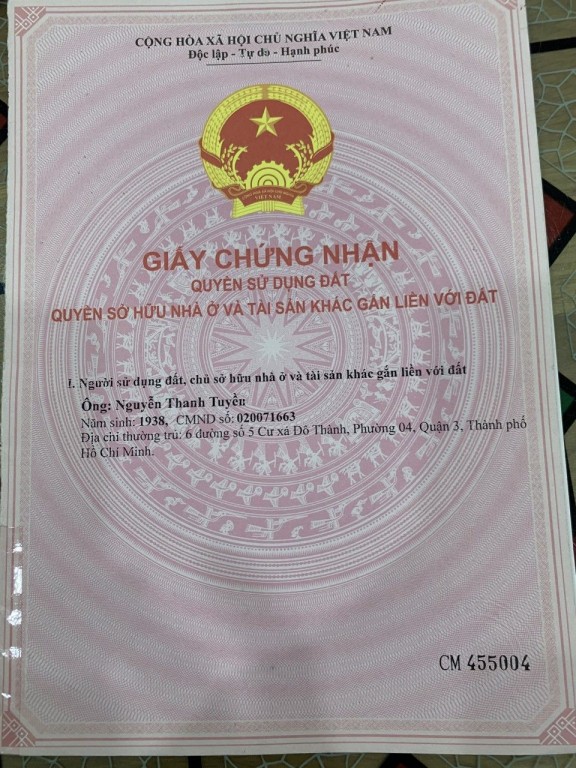 CỘNG HÒA XÃ HỘI CHỦ NGHĨA VIỆT NAM
Độc lập - Tự do - Hạnh phúc
VIỆT NAM
GIẤY CHỨNG NHẬN
QUYỀN SỬ DỤNG ĐẤT
QUYỀN SỞ HỮU NHÀ Ở VÀ TÀI SẢN KHÁC GẮN LIỀN VỚI ĐẤT
I. Người sử dụng đất, chủ sở hữu nhà ở và tài sản khác gắn liền với đất
Ông: Nguyễn Thanh Tuyền
Năm sinh: 1938, CMND số: 020071663
Địa chỉ thường trú: 6 đường số 5 Cư xá Đô Thành, Phường 04, Quận 3, Thành phố
Hồ Chí Minh.
CM 455004